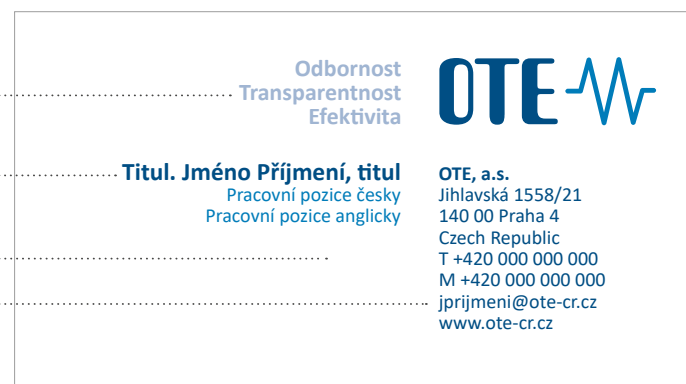 Odbornost
Transparentnost
Efektivita
OTE
Titul. Jméno Příjmení, titul
Pracovní pozice česky
Pracovní pozice anglicky
OTE, a.s.
Jihlavská 1558/21
140 00 Praha 4
Czech Republic
T +420 000 000 000
M +420 000 000 000
jprijmeni@ote-cr.cz
www.ote-cr.cz